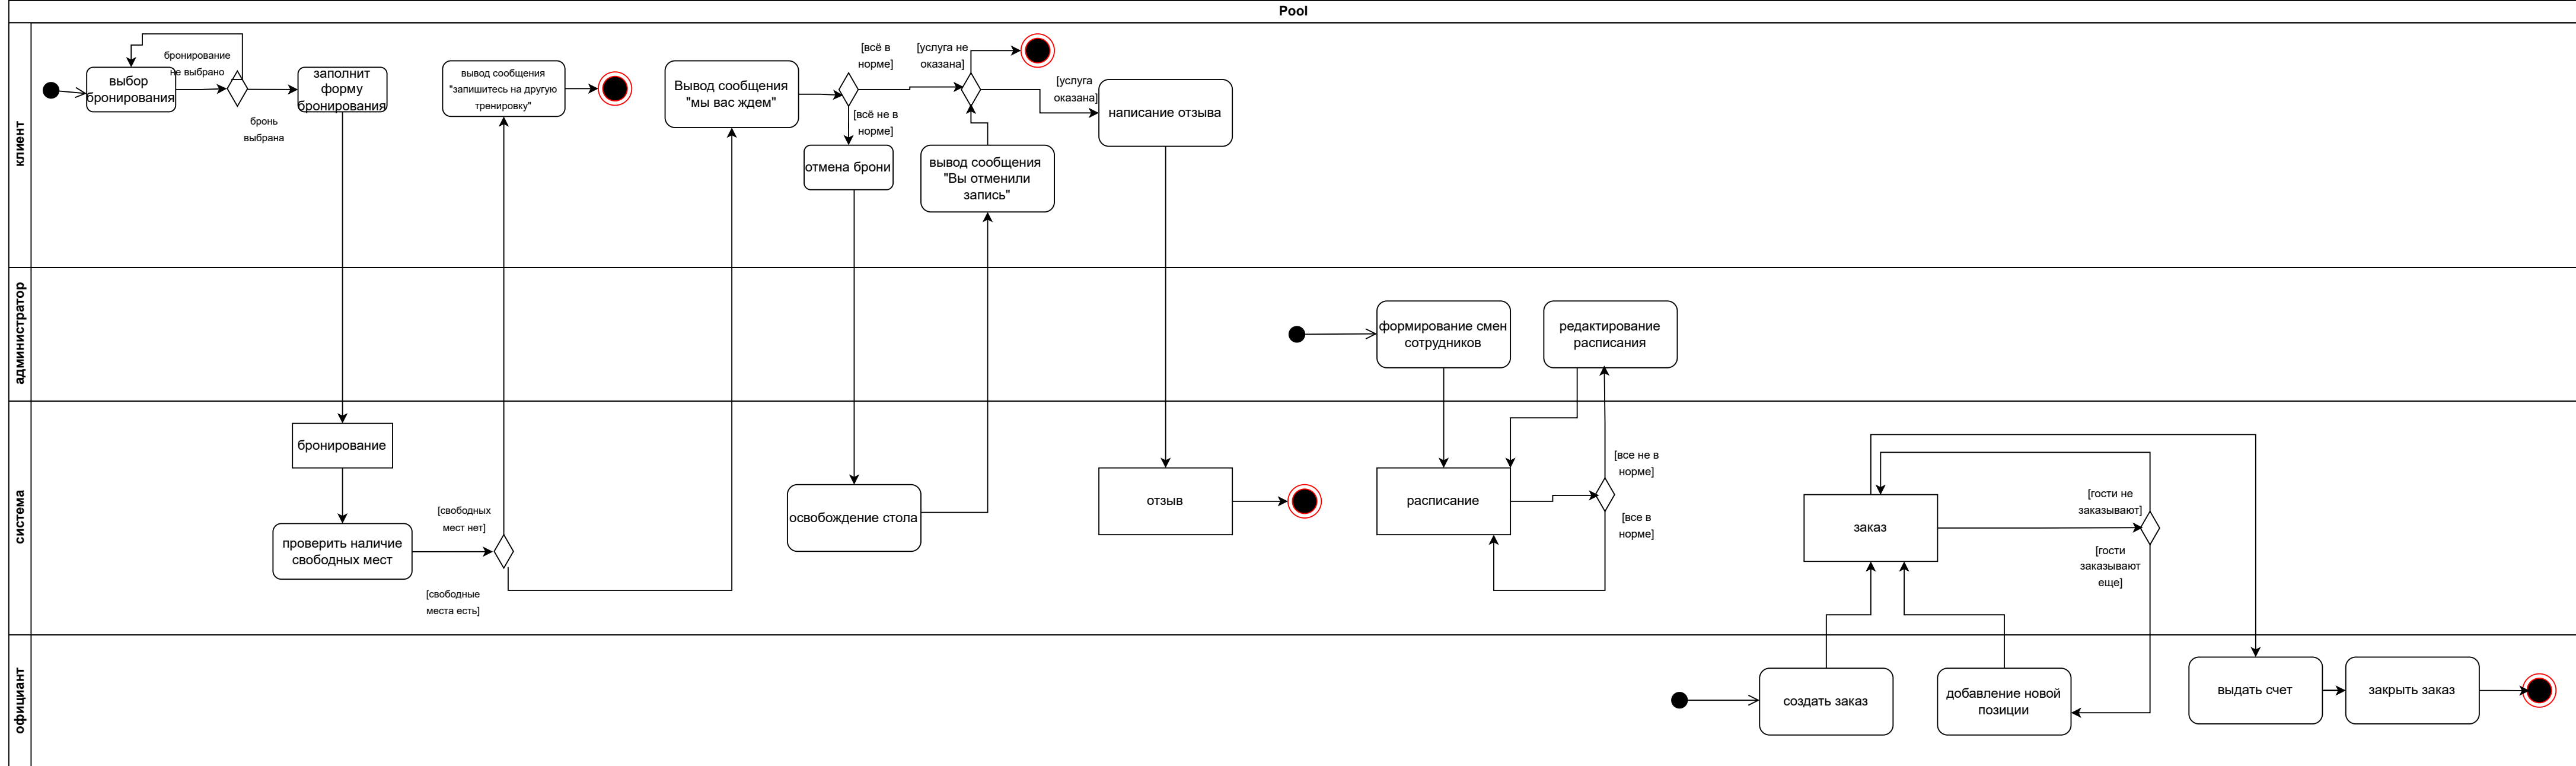 Pool
клиент
бронирование
не выбрано
выбор
бронирования
бронь
выбрана
заполнит
форму
бронирования
вывод сообщения
"запишитесь на другую
тренировку"
Вывод сообщения
"мы вас ждем"
[всё в
норме]
[всё не в
норме]
отмена брони
[услуга не
оказана]
вывод сообщения
"Вы отменили
запись"
[услуга
оказана]
написание отзыва
администратор
формирование смен
сотрудников
редактирование
расписания
система
бронирование
проверить наличие
свободных мест
[свободных
мест нет]
[свободные
места есть]
освобождение стола
отзыв
расписание
[все не в
норме]
[все в
норме]
заказ
[гости не
заказывают]
[гости
заказывают
еще]
официант
создать заказ
добавление новой
позиции
выдать счет
закрыть заказ